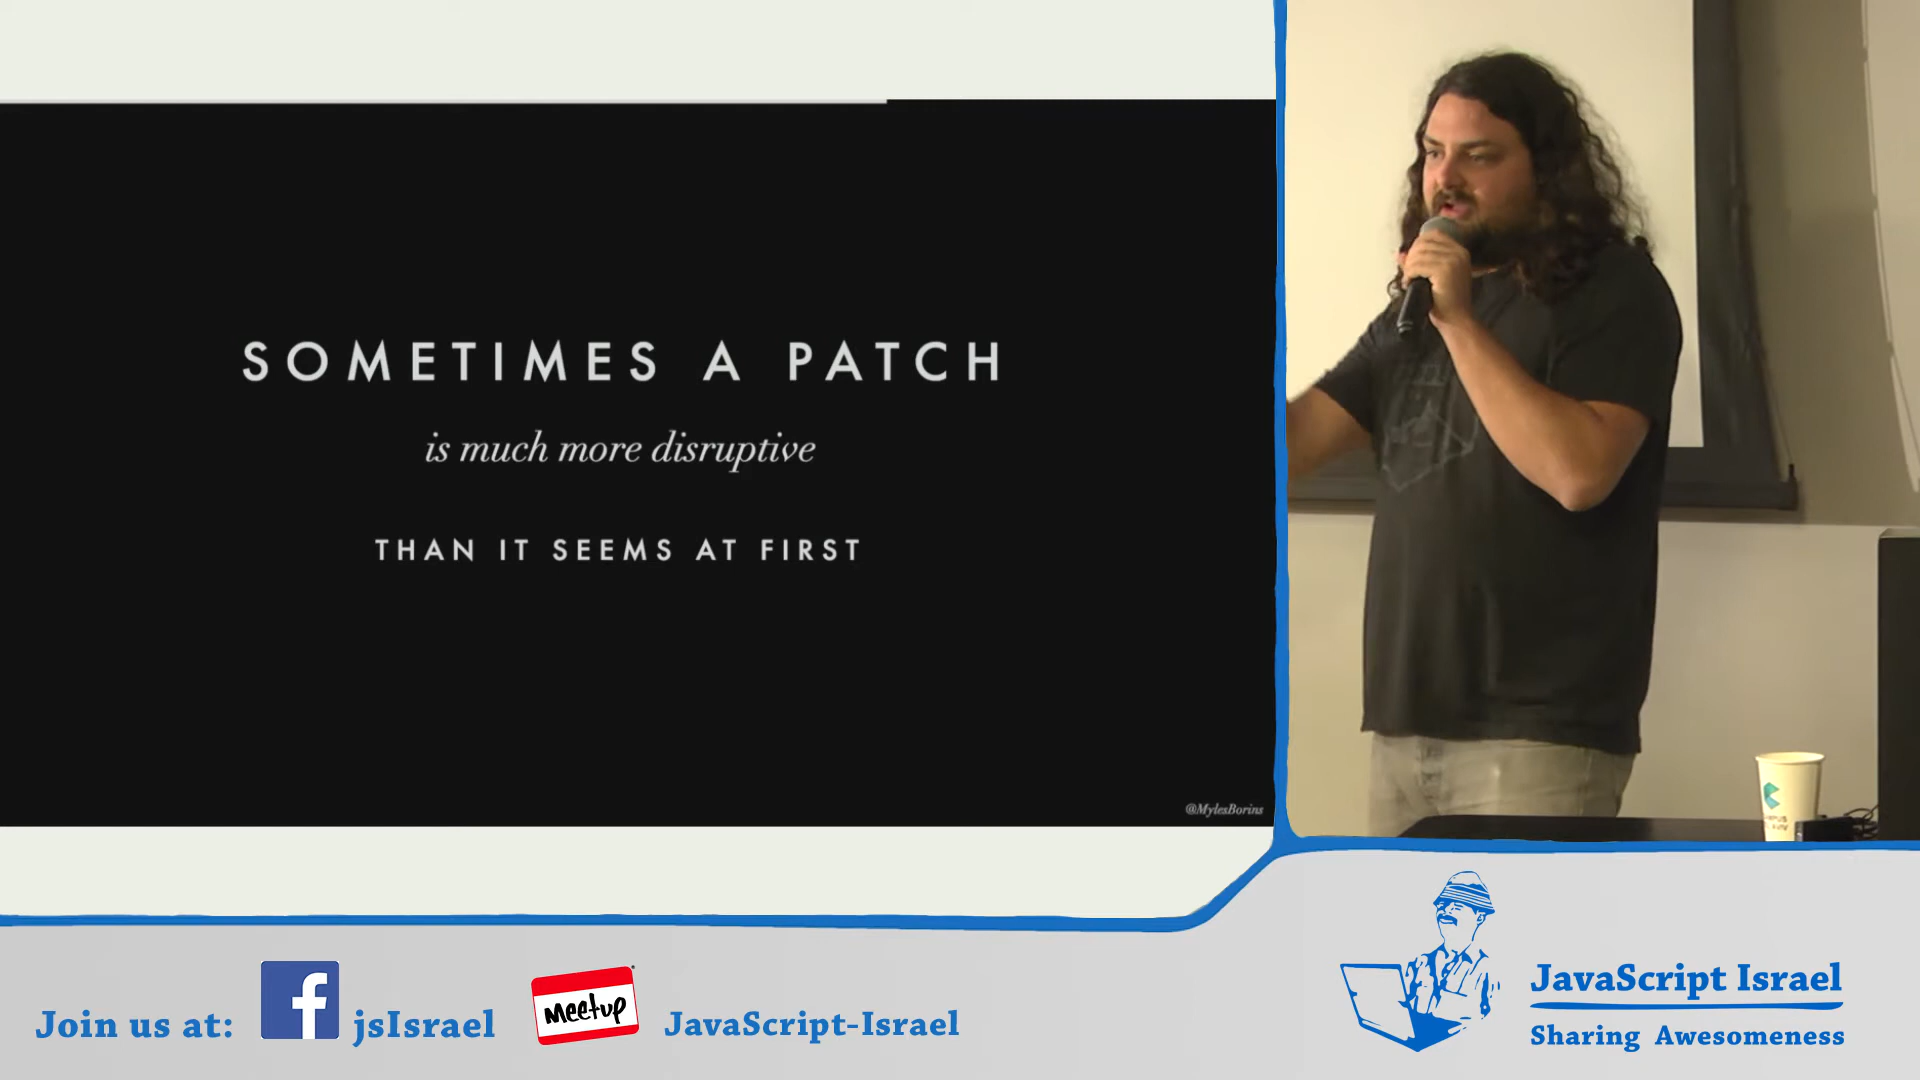 SOMETIMES A PATCH
is much more disruptive
THAN IT SEEMS AT FIRST
@MylesBorins
Join us at:
jsIsrael
Meetup
JavaScript-Israel
JavaScript Israel
Sharing Awesomeness